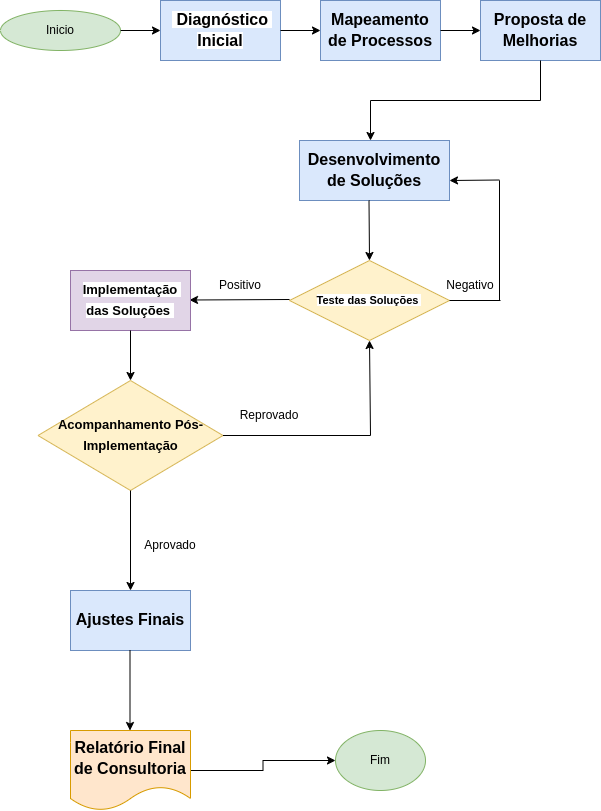 Inicio
Diagnóstico
Inicial
Mapeamento
de Processos
Proposta de
Melhorias
Desenvolvimento
de Soluções
Teste das Soluções
Negativo
Positivo
Implementação
das Soluções
Acompanhamento Pós-
Implementação
Reprovado
Aprovado
Ajustes Finais
Relatório Final
de Consultoria
Fim